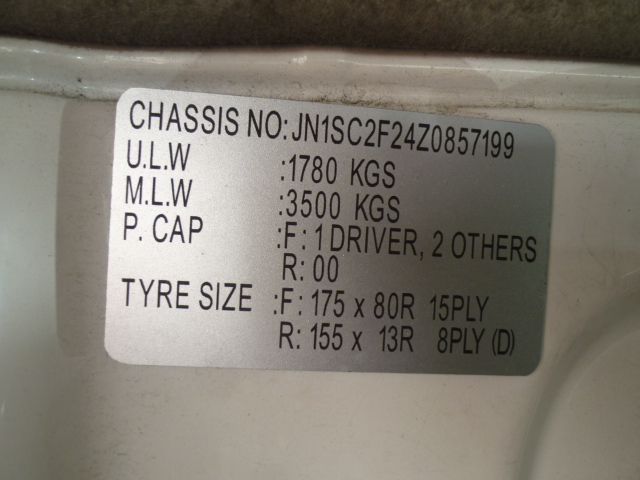 CHASSIS NO: JN1SC2F24Z0857199
U.L.W :1780 KGS
M.L.W :3500 KGS
P. CAP :F: 1 DRIVER, 2 OTHERS
R: 00
TYRE SIZE :F: 175 x 80R 15PLY
R: 155 x 13R 8PLY (D)